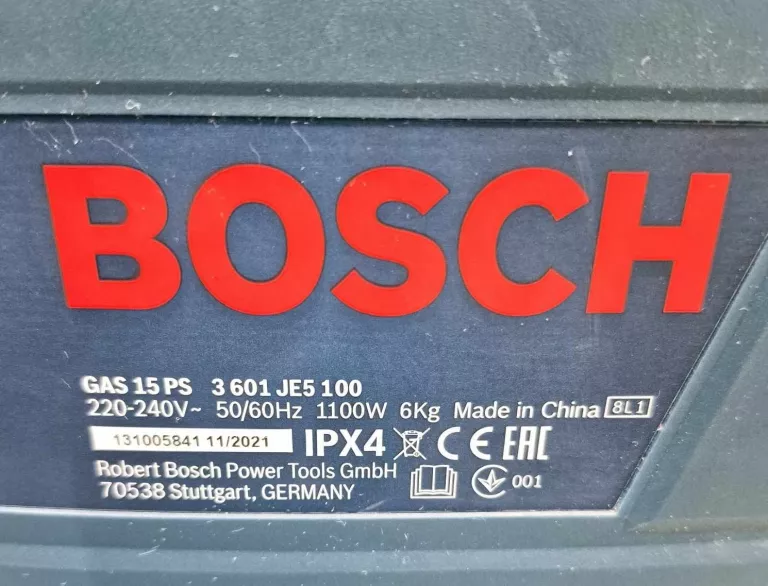 BOSCH
GAS 15 PS 3 601 JE5 100
220-240V~ 50/60Hz 1100W 6Kg Made in China 8L1
131005841 11/2021 IPX4 CE EAC
Robert Bosch Power Tools GmbH
70538 Stuttgart, GERMANY 001